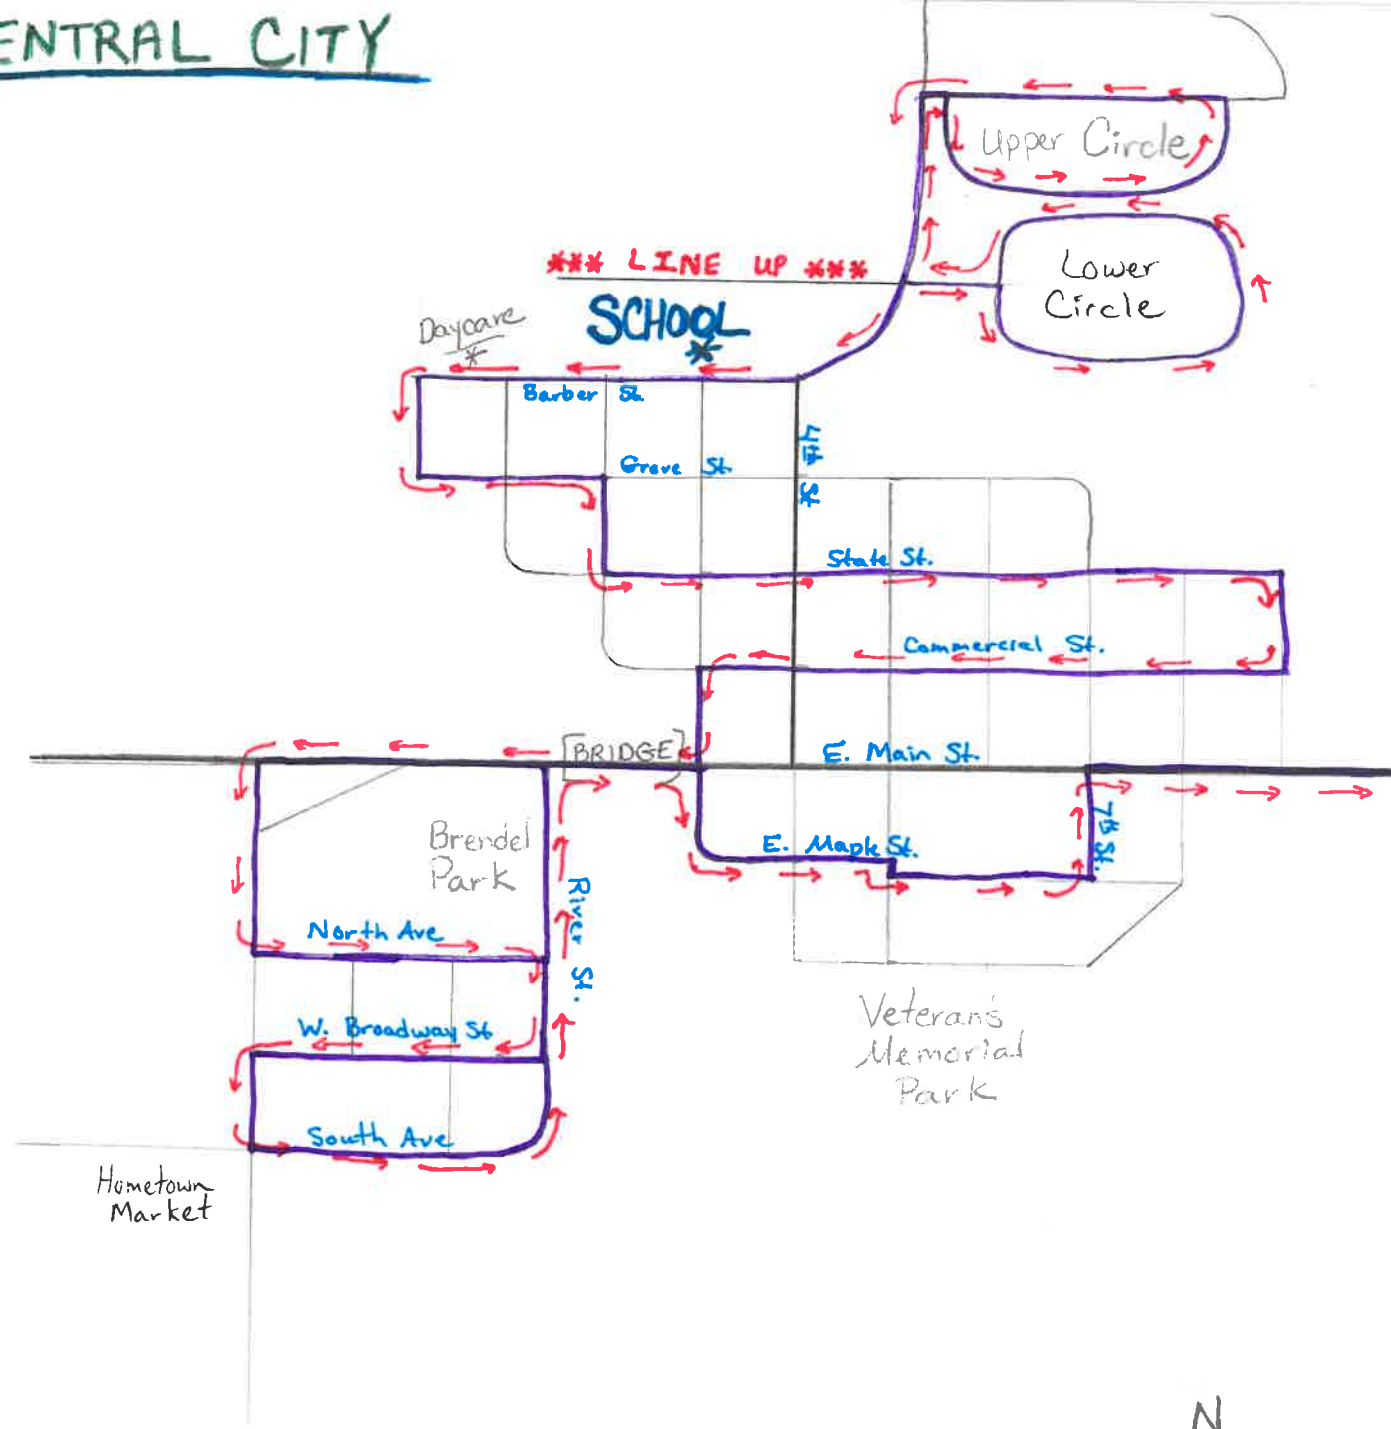 ENTRAL CITY
Upper Circle
*** LINE UP ***
Lower
Circle
SCHOOL
*
Daycare
*
Barber St.
Grove St.
4th St
State St.
Commercial St.
[BRIDGE]
E. Main St.
Brendel
Park
E. Maple St.
7th St.
River St.
North Ave
W. Broadway St
Veteran's
Memorial
Park
South Ave
Hometown
Market
N